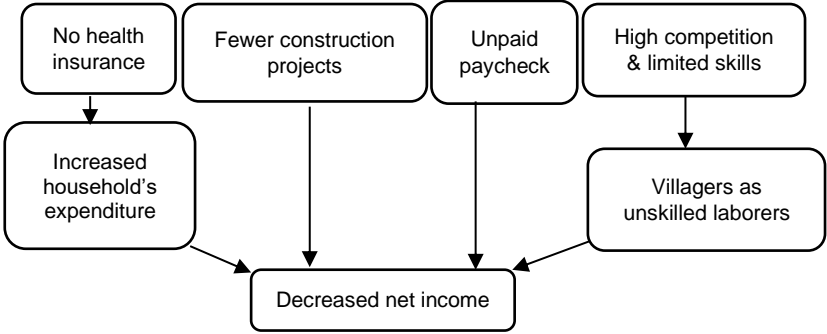 No health
insurance
Fewer construction
projects
Unpaid
paycheck
High competition
& limited skills
Increased
household’s
expenditure
Villagers as
unskilled laborers
Decreased net income